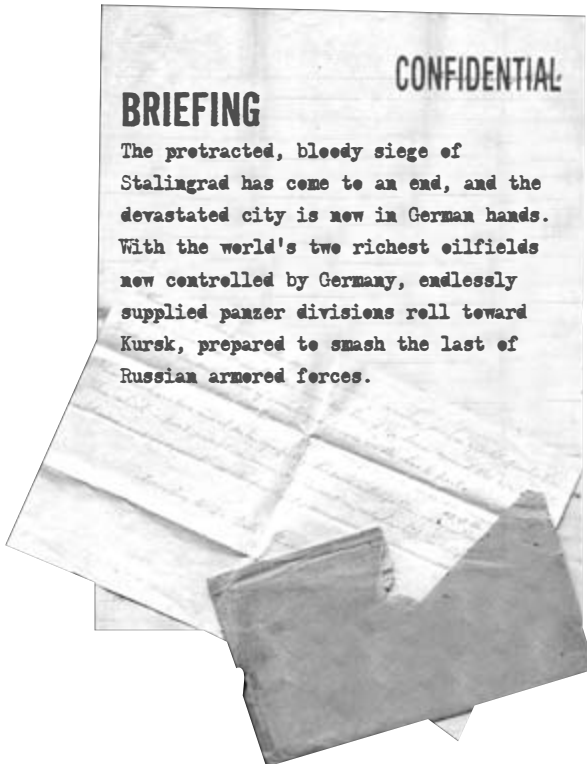 CONFIDENTIAL
BRIEFING
The protracted, bloody siege of
Stalingrad has come to an end, and the
devastated city is now in German hands.
With the world's two richest oilfields
now controlled by Germany, endlessly
supplied panzer divisions roll toward
Kursk, prepared to smash the last of
Russian armored forces.